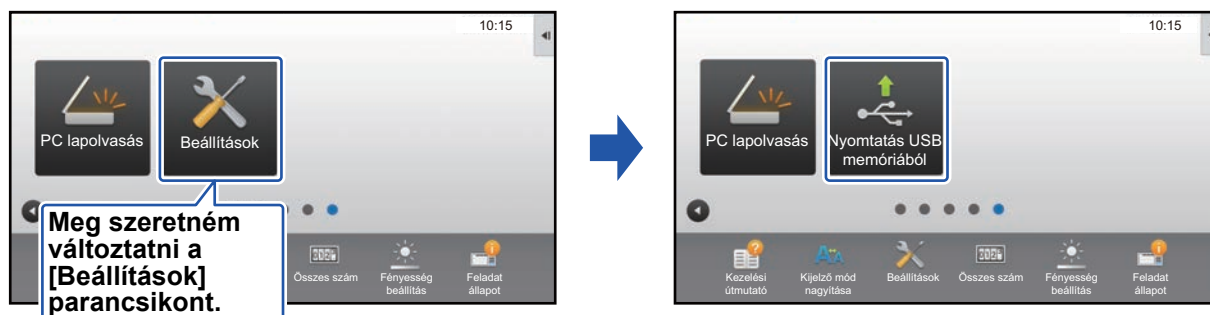 10:15
PC lapolvasás
Beállítások
Meg szeretném
változtatni a
[Beállítások]
parancsikont.
Összes szám
Fényesség
beállítás
Feladat
állapot
10:15
PC lapolvasás
Nyomtatás USB
memóriából
Kezelési
útmutató
Kijelző mód
nagyítása
Beállítások
Összes szám
Fényesség
beállítás
Feladat
állapot